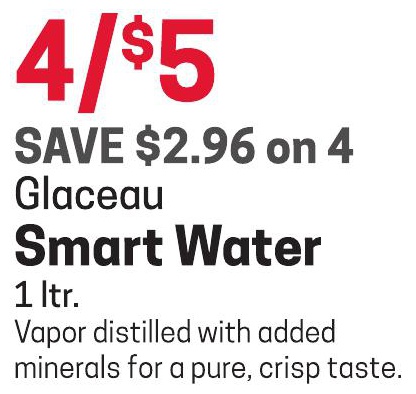 4/$5
SAVE $2.96 on 4
Glaceau
Smart Water
1 ltr.
Vapor distilled with added
minerals for a pure, crisp taste.